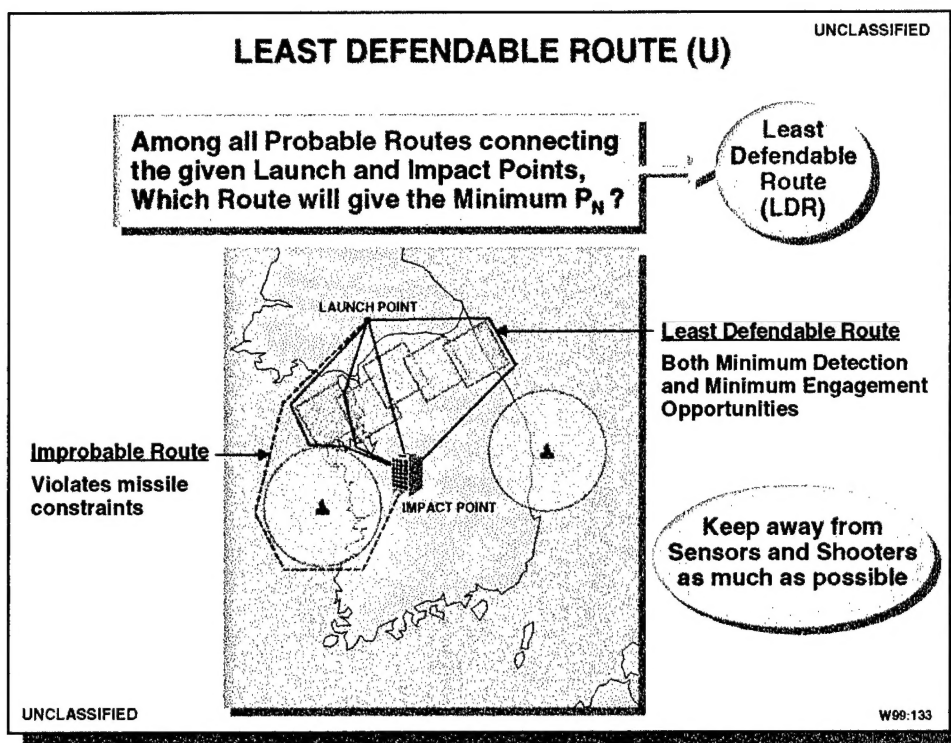 UNCLASSIFIED
LEAST DEFENDABLE ROUTE (U)
Among all Probable Routes connecting
the given Launch and Impact Points,
Which Route will give the Minimum P_N ?
Least
Defendable
Route
(LDR)
LAUNCH POINT
Least Defendable Route
Both Minimum Detection
and Minimum Engagement
Opportunities
Improbable Route
Violates missile
constraints
IMPACT POINT
Keep away from
Sensors and Shooters
as much as possible
UNCLASSIFIED
W99:133